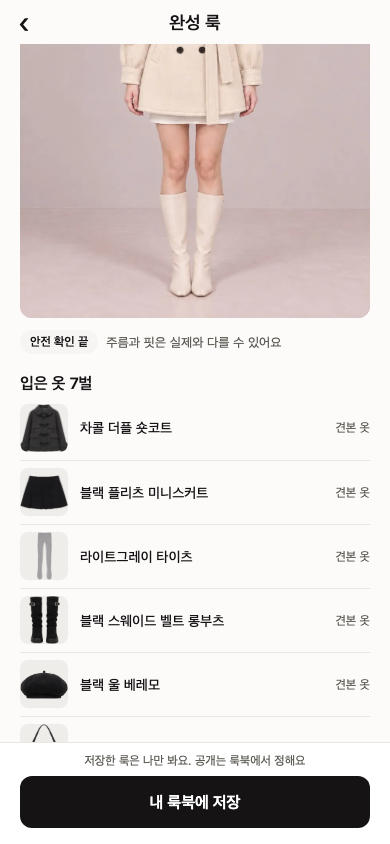 완성 룩
안전 확인 끝 주름과 핏은 실제와 다를 수 있어요
입은 옷 7벌
차콜 더플 숏코트 견본 옷
블랙 플리츠 미니스커트 견본 옷
라이트그레이 타이츠 견본 옷
블랙 스웨이드 벨트 롱부츠 견본 옷
블랙 울 베레모 견본 옷
저장한 룩은 나만 봐요. 공개는 룩북에서 정해요
내 룩북에 저장